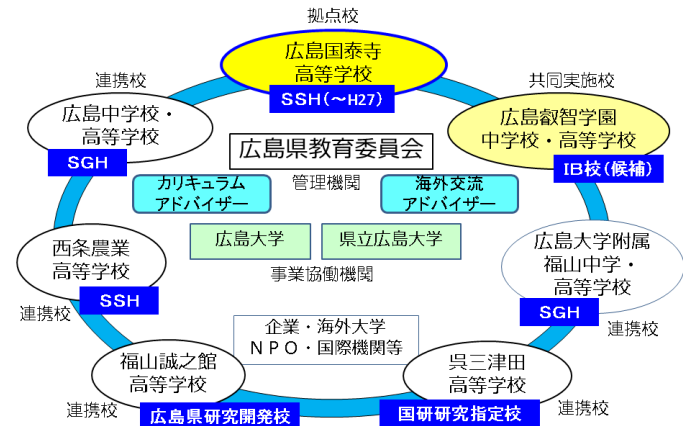 拠点校
広島国泰寺
高等学校
SSH(～H27)
連携校
広島中学校・
高等学校
SGH
共同実施校
広島叡智学園
中学校・高等学校
IB校(候補)
広島県教育委員会
管理機関
カリキュラム
アドバイザー
海外交流
アドバイザー
広島大学
県立広島大学
事業協働機関
西条農業
高等学校
SSH
連携校
広島大学附属
福山中学・
高等学校
SGH
連携校
企業・海外大学
ＮＰＯ・国際機関等
福山誠之館
高等学校
連携校
広島県研究開発校
呉三津田
高等学校
国研研究指定校
連携校